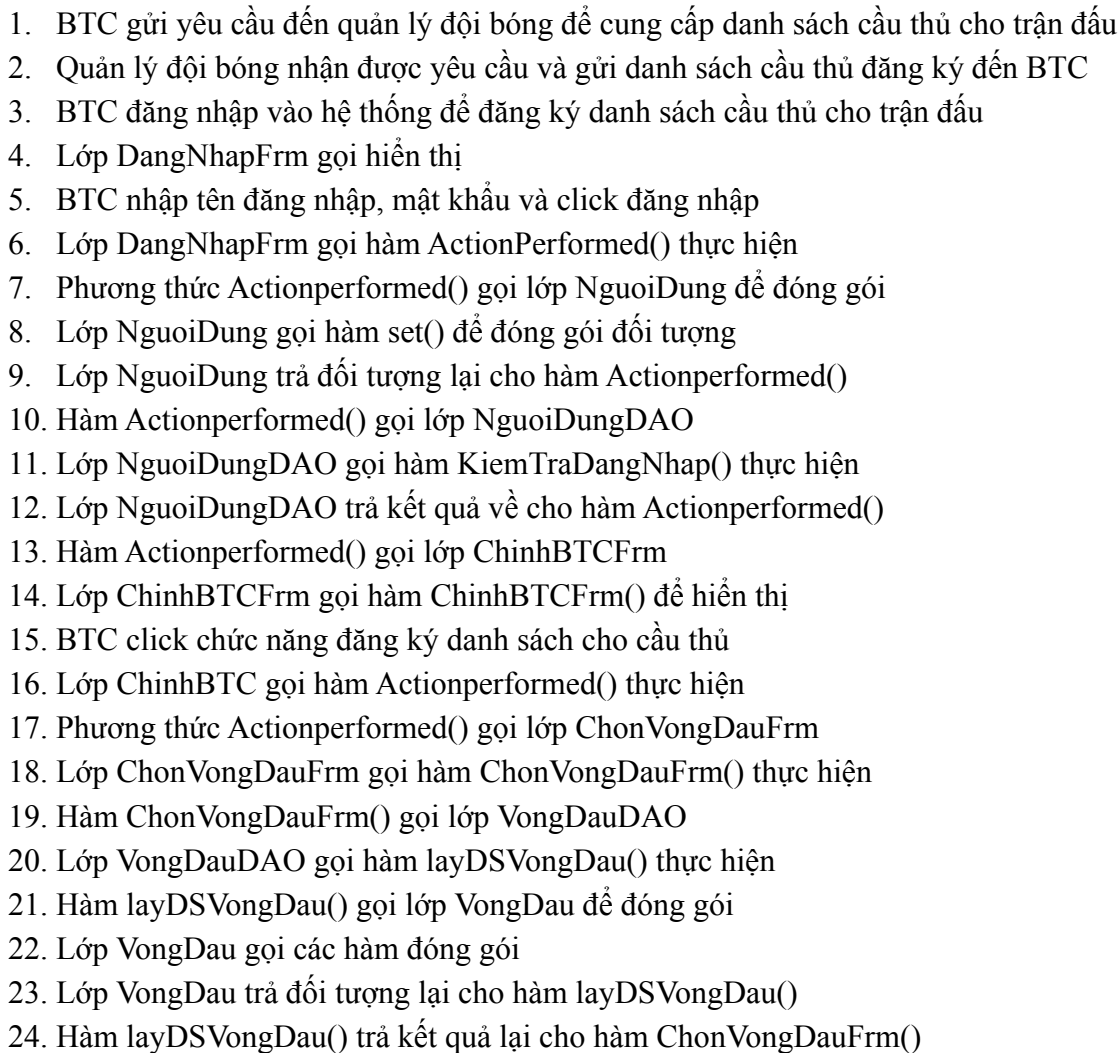 1. BTC gửi yêu cầu đến quản lý đội bóng để cung cấp danh sách cầu thủ cho trận đấu
2. Quản lý đội bóng nhận được yêu cầu và gửi danh sách cầu thủ đăng ký đến BTC
3. BTC đăng nhập vào hệ thống để đăng ký danh sách cầu thủ cho trận đấu
4. Lớp DangNhapFrm gọi hiển thị
5. BTC nhập tên đăng nhập, mật khẩu và click đăng nhập
6. Lớp DangNhapFrm gọi hàm ActionPerformed() thực hiện
7. Phương thức Actionperformed() gọi lớp NguoiDung để đóng gói
8. Lớp NguoiDung gọi hàm set() để đóng gói đối tượng
9. Lớp NguoiDung trả đối tượng lại cho hàm Actionperformed()
10. Hàm Actionperformed() gọi lớp NguoiDungDAO
11. Lớp NguoiDungDAO gọi hàm KiemTraDangNhap() thực hiện
12. Lớp NguoiDungDAO trả kết quả về cho hàm Actionperformed()
13. Hàm Actionperformed() gọi lớp ChinhBTCFrm
14. Lớp ChinhBTCFrm gọi hàm ChinhBTCFrm() để hiển thị
15. BTC click chức năng đăng ký danh sách cho cầu thủ
16. Lớp ChinhBTC gọi hàm Actionperformed() thực hiện
17. Phương thức Actionperformed() gọi lớp ChonVongDauFrm
18. Lớp ChonVongDauFrm gọi hàm ChonVongDauFrm() thực hiện
19. Hàm ChonVongDauFrm() gọi lớp VongDauDAO
20. Lớp VongDauDAO gọi hàm layDSVongDau() thực hiện
21. Hàm layDSVongDau() gọi lớp VongDau để đóng gói
22. Lớp VongDau gọi các hàm đóng gói
23. Lớp VongDau trả đối tượng lại cho hàm layDSVongDau()
24. Hàm layDSVongDau() trả kết quả lại cho hàm ChonVongDauFrm()